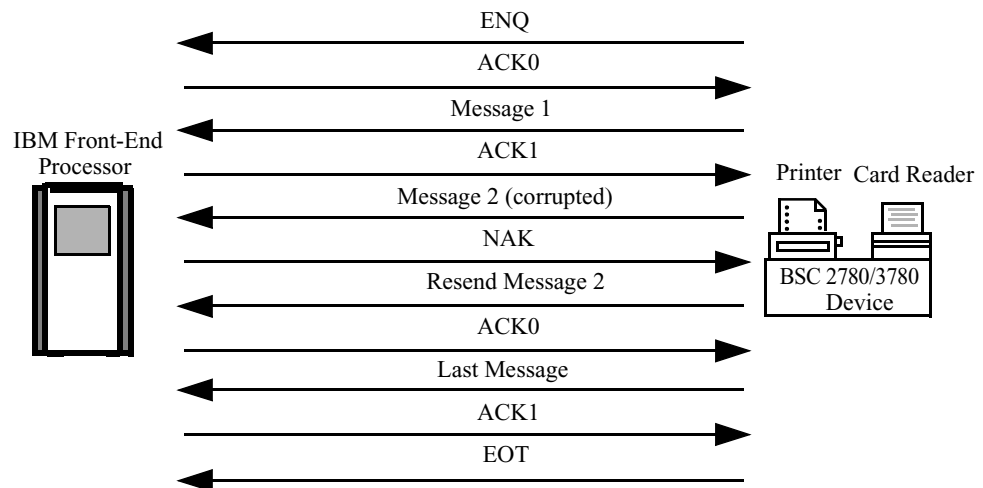 ENQ
ACK0
Message 1
IBM Front-End
Processor
ACK1
Printer Card Reader
Message 2 (corrupted)
NAK
BSC 2780/3780
Device
Resend Message 2
ACK0
Last Message
ACK1
EOT